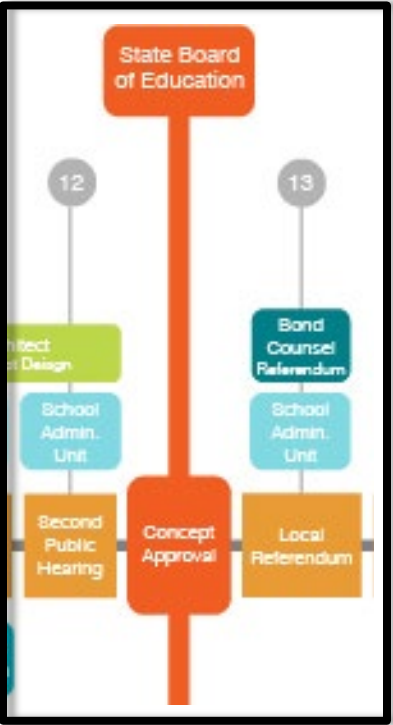 State Board
of Education
12
13
Bond
Counsel
Referendum
School
Admin.
Unit
School
Admin.
Unit
Second
Public
Hearing
Concept
Approval
Local
Referendum